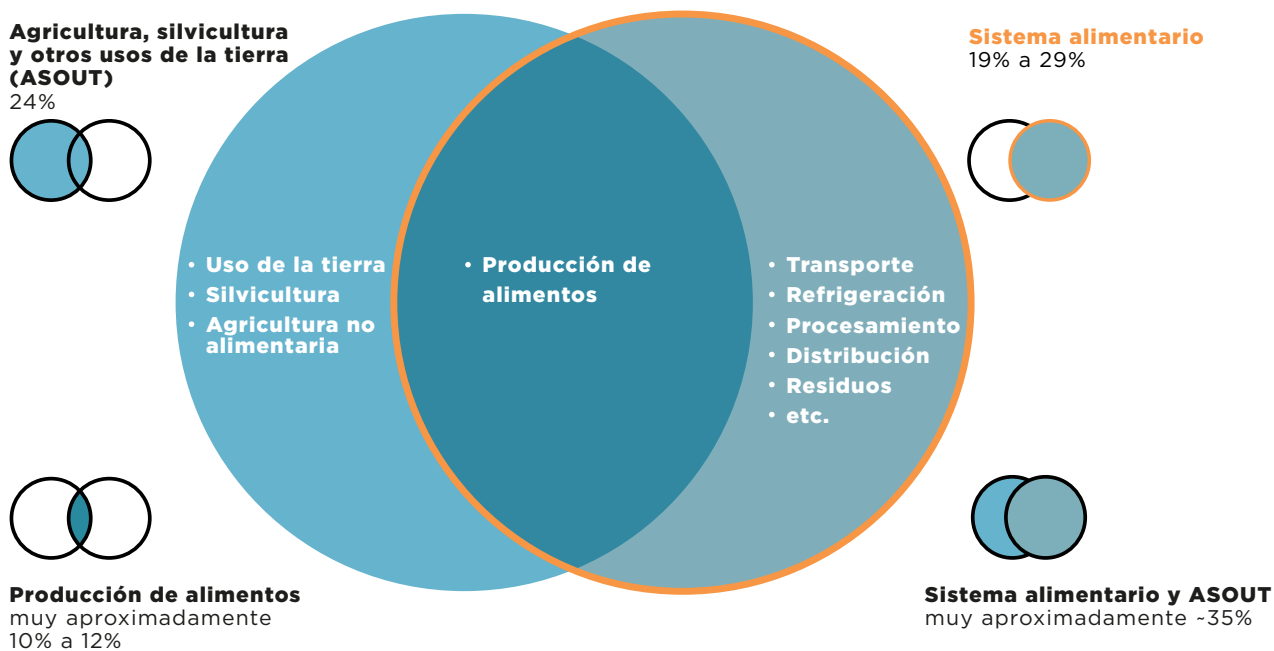 Agricultura, silvicultura
y otros usos de la tierra
(ASOUT)
24%
Sistema alimentario
19% a 29%
• Uso de la tierra
• Silvicultura
• Agricultura no
alimentaria
• Producción de
alimentos
• Transporte
• Refrigeración
• Procesamiento
• Distribución
• Residuos
• etc.
Producción de alimentos
muy aproximadamente
10% a 12%
Sistema alimentario y ASOUT
muy aproximadamente ~35%